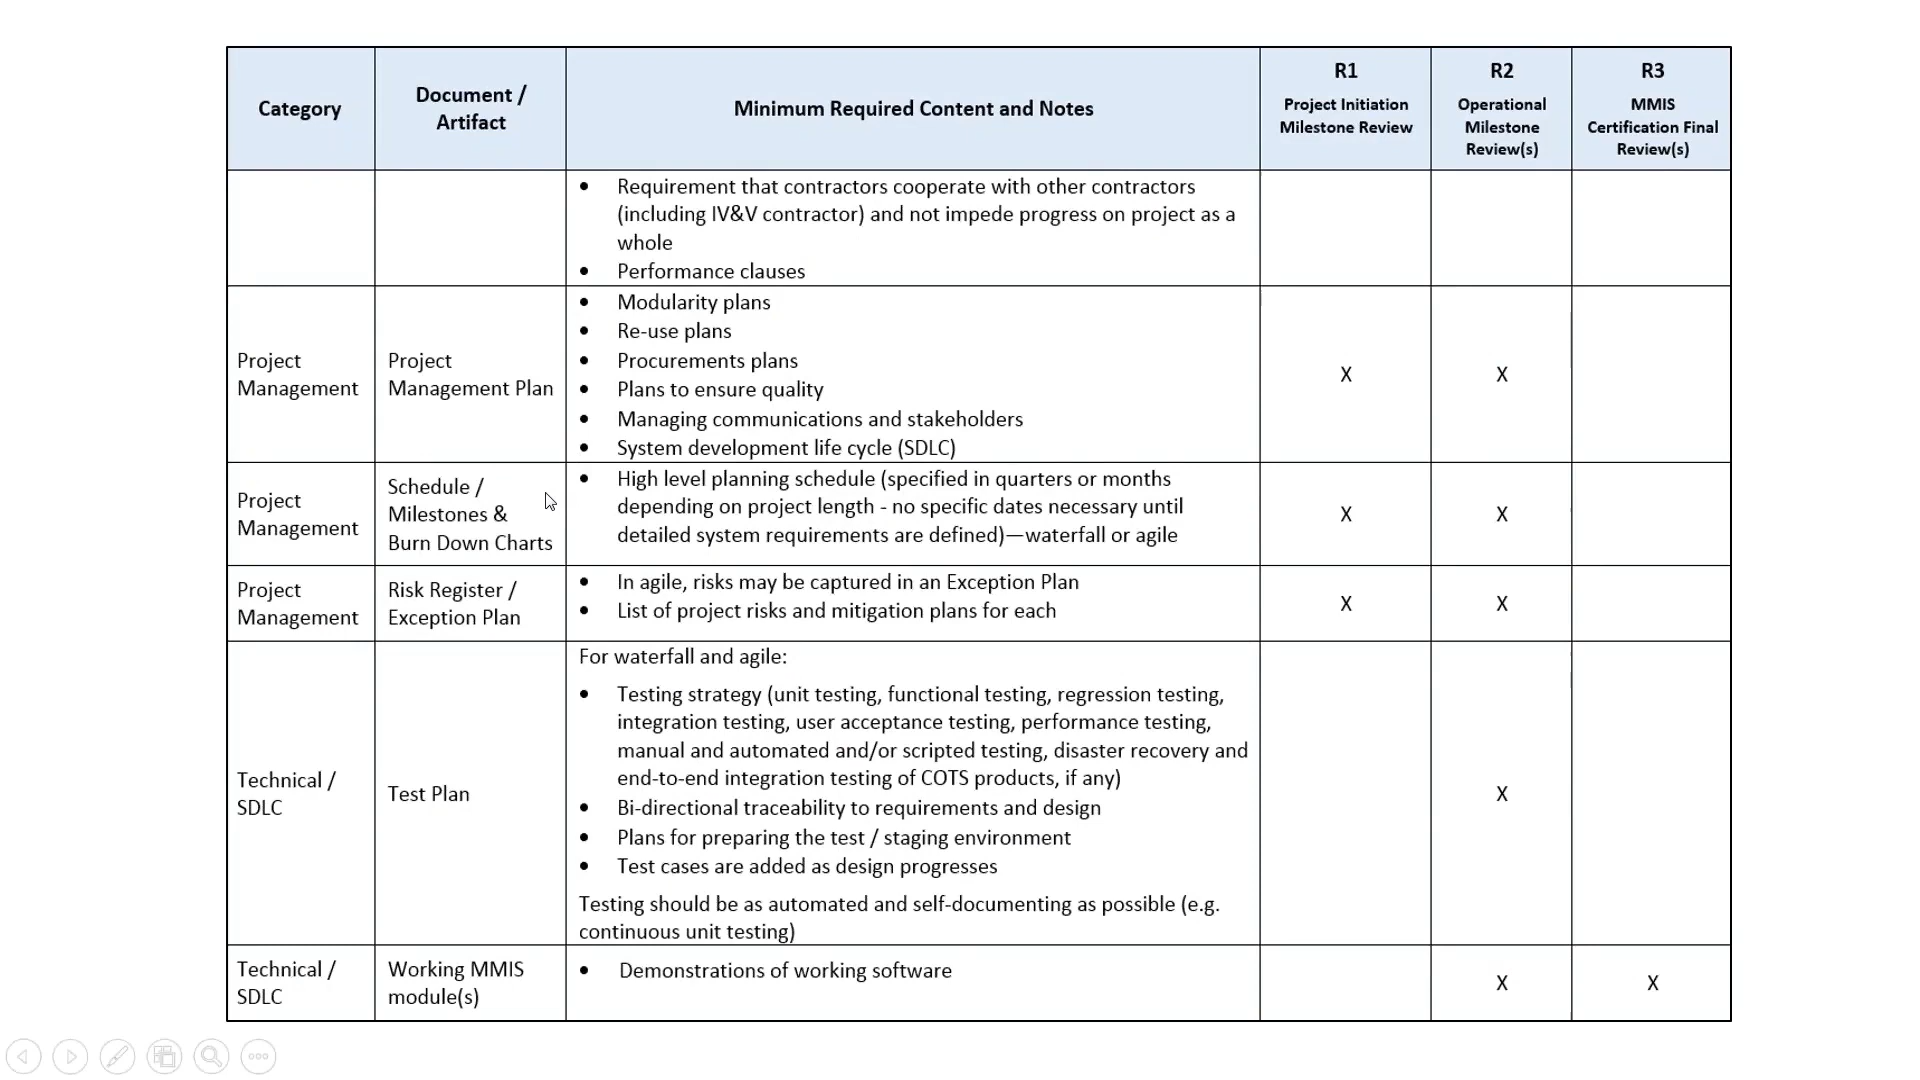 Category
Document /
Artifact
Minimum Required Content and Notes
R1
Project Initiation
Milestone Review
R2
Operational
Milestone
Review(s)
R3
MMIS
Certification Final
Review(s)
• Requirement that contractors cooperate with other contractors
(including IV&V contractor) and not impede progress on project as a
whole
• Performance clauses
Project
Management
Project
Management Plan
• Modularity plans
• Re-use plans
• Procurements plans
• Plans to ensure quality
• Managing communications and stakeholders
• System development life cycle (SDLC)
X
X
Project
Management
Schedule /
Milestones &
Burn Down Charts
• High level planning schedule (specified in quarters or months
depending on project length - no specific dates necessary until
detailed system requirements are defined)—waterfall or agile
X
X
Project
Management
Risk Register /
Exception Plan
• In agile, risks may be captured in an Exception Plan
• List of project risks and mitigation plans for each
X
X
Technical /
SDLC
Test Plan
For waterfall and agile:
• Testing strategy (unit testing, functional testing, regression testing,
integration testing, user acceptance testing, performance testing,
manual and automated and/or scripted testing, disaster recovery and
end-to-end integration testing of COTS products, if any)
• Bi-directional traceability to requirements and design
• Plans for preparing the test / staging environment
• Test cases are added as design progresses
Testing should be as automated and self-documenting as possible (e.g.
continuous unit testing)
X
Technical /
SDLC
Working MMIS
module(s)
• Demonstrations of working software
X
X